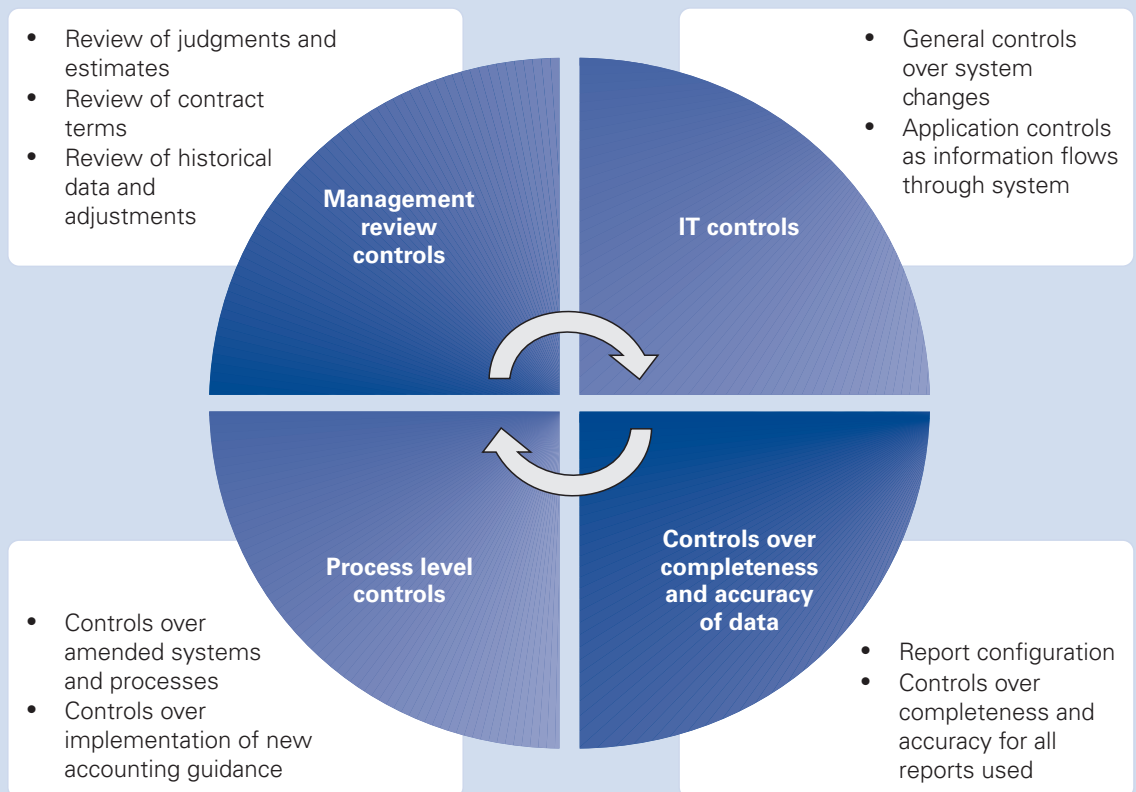 • Review of judgments and
estimates
• Review of contract
terms
• Review of historical
data and
adjustments
Management
review
controls
• General controls
over system
changes
• Application controls
as information flows
through system
IT controls
Process level
controls
• Controls over
amended systems
and processes
• Controls over
implementation of new
accounting guidance
Controls over
completeness
and accuracy
of data
• Report configuration
• Controls over
completeness and
accuracy for all
reports used